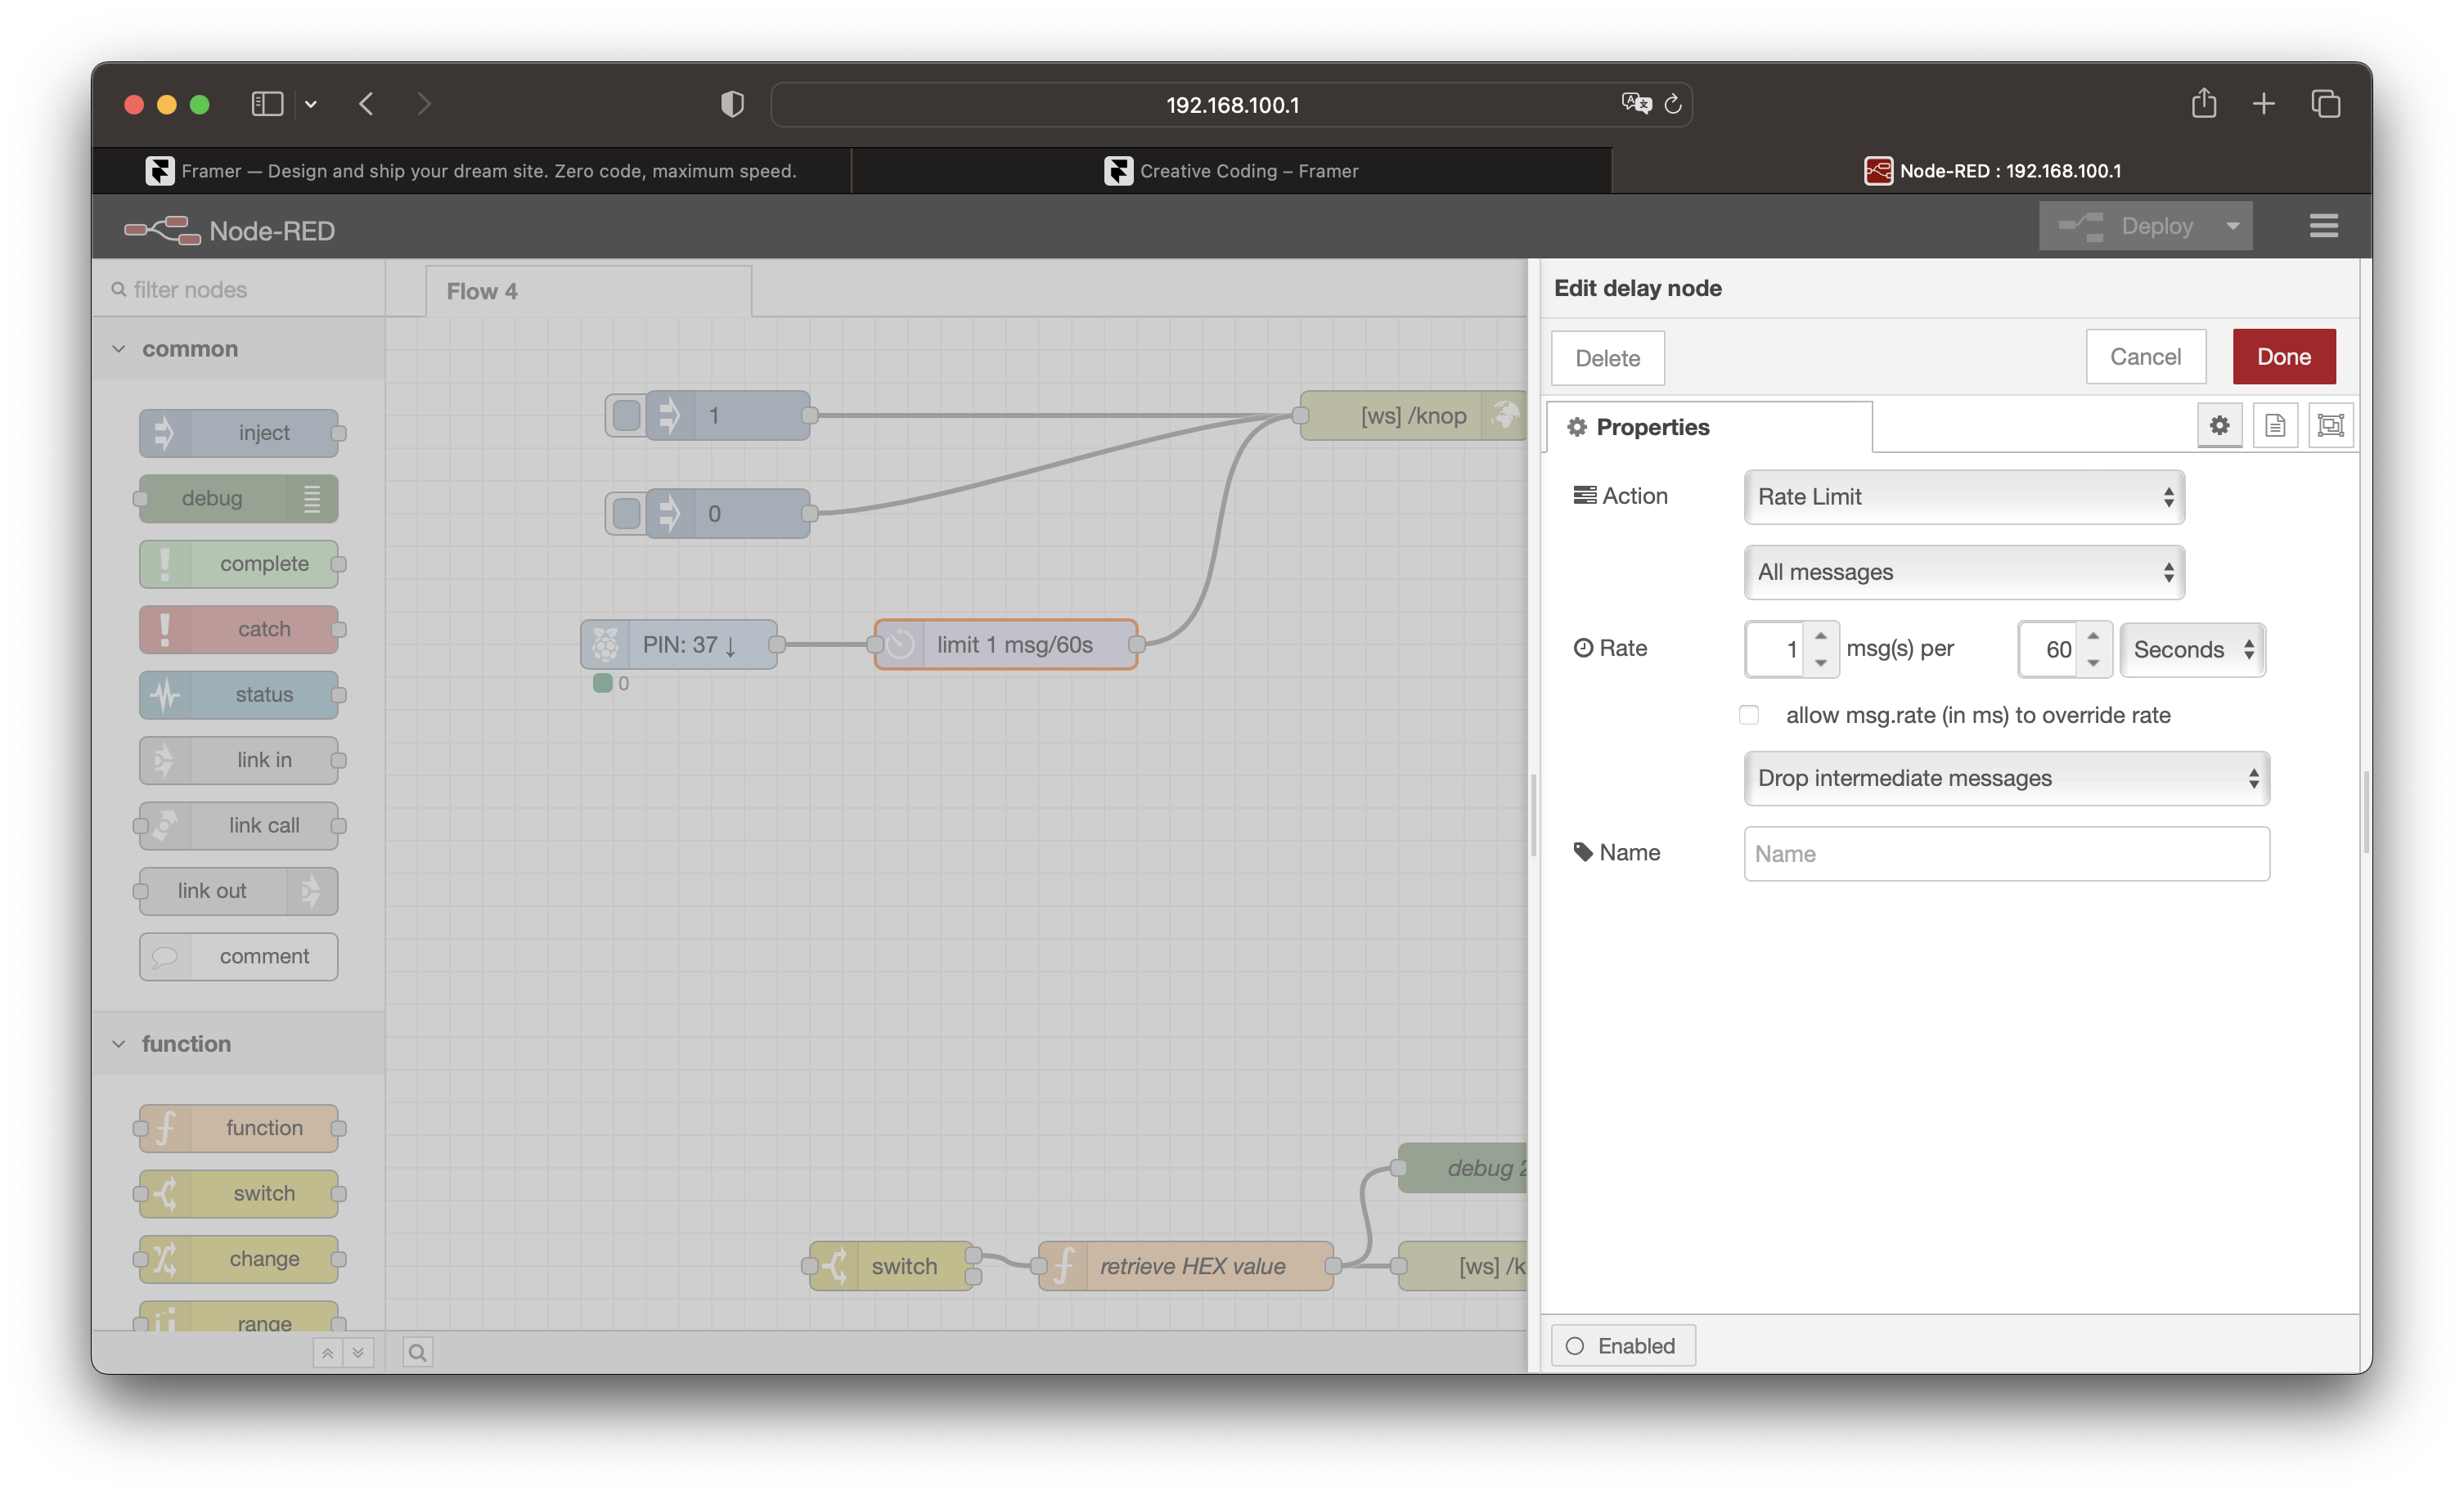 192.168.100.1
Framer — Design and ship your dream site. Zero code, maximum speed.
Creative Coding – Framer
Node-RED : 192.168.100.1
Node-RED
Deploy
filter nodes
common
inject
debug
complete
catch
status
link in
link call
link out
comment
function
function
switch
change
range
Flow 4
1
0
[ws] /knop
PIN: 37 ↓
0
limit 1 msg/60s
debug 2
switch
retrieve HEX value
[ws] /k
Edit delay node
Delete
Cancel
Done
Properties
Action
Rate Limit
All messages
Rate
1 msg(s) per 60 Seconds
allow msg.rate (in ms) to override rate
Drop intermediate messages
Name
Name
Enabled